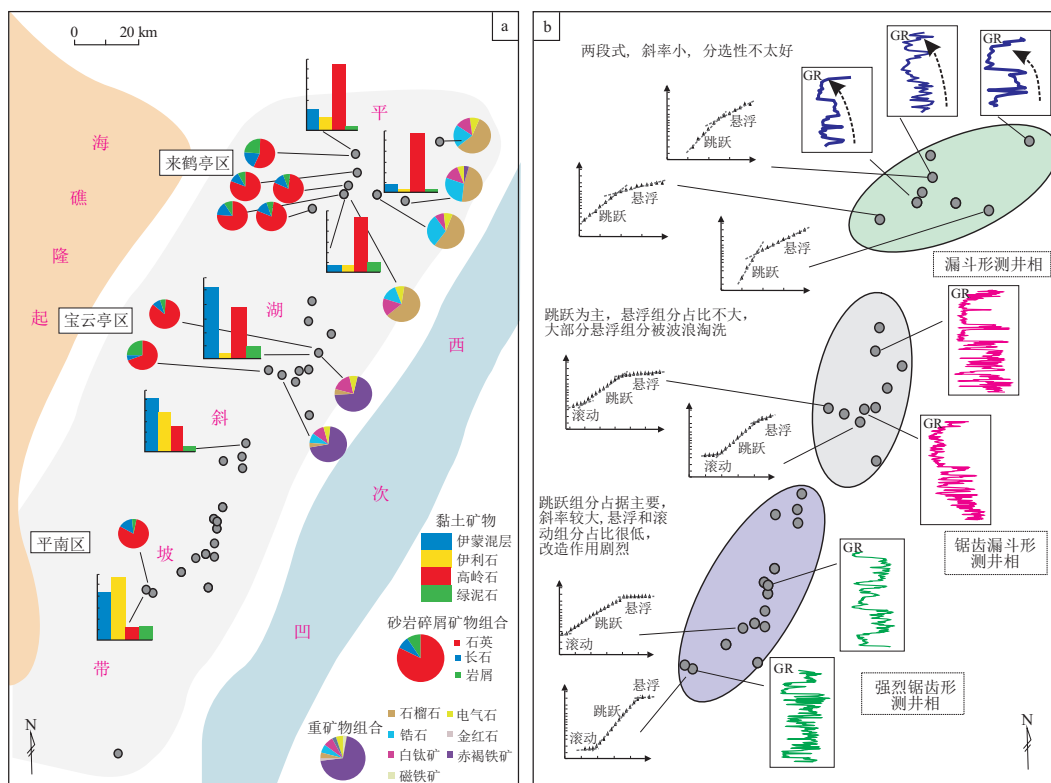 0 20 km
a
海
礁
隆
起
平
湖
斜
坡
带
西
次
凹
来鹤亭区
宝云亭区
平南区
黏土矿物
伊蒙混层
伊利石
高岭石
绿泥石
砂岩碎屑矿物组合
石英
长石
岩屑
重矿物组合
石榴石
电气石
锆石
金红石
白钛矿
赤褐铁矿
磁铁矿
N
b
两段式, 斜率小, 分选性不太好
GR
GR
GR
悬浮
跳跃
悬浮
跳跃
悬浮
跳跃
漏斗形测井相
跳跃为主, 悬浮组分占比不大,
大部分悬浮组分被波浪淘洗
GR
悬浮
跳跃
滚动
悬浮
跳跃
滚动
GR
锯齿漏斗形
测井相
跳跃组分占据主要,
斜率较大, 悬浮和滚
动组分占比很低,
改造作用剧烈
GR
悬浮
跳跃
滚动
GR
悬浮
跳跃
滚动
强烈锯齿形
测井相
N